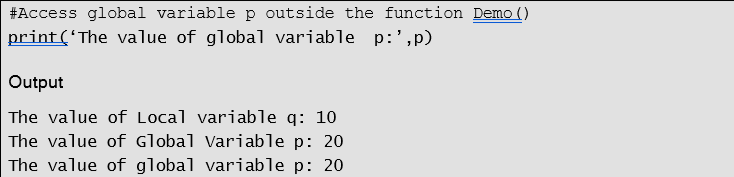 #Access global variable p outside the function Demo()
print(‘The value of global variable  p:’,p)
Output
The value of Local variable q: 10
The value of Global Variable p: 20
The value of global variable p: 20